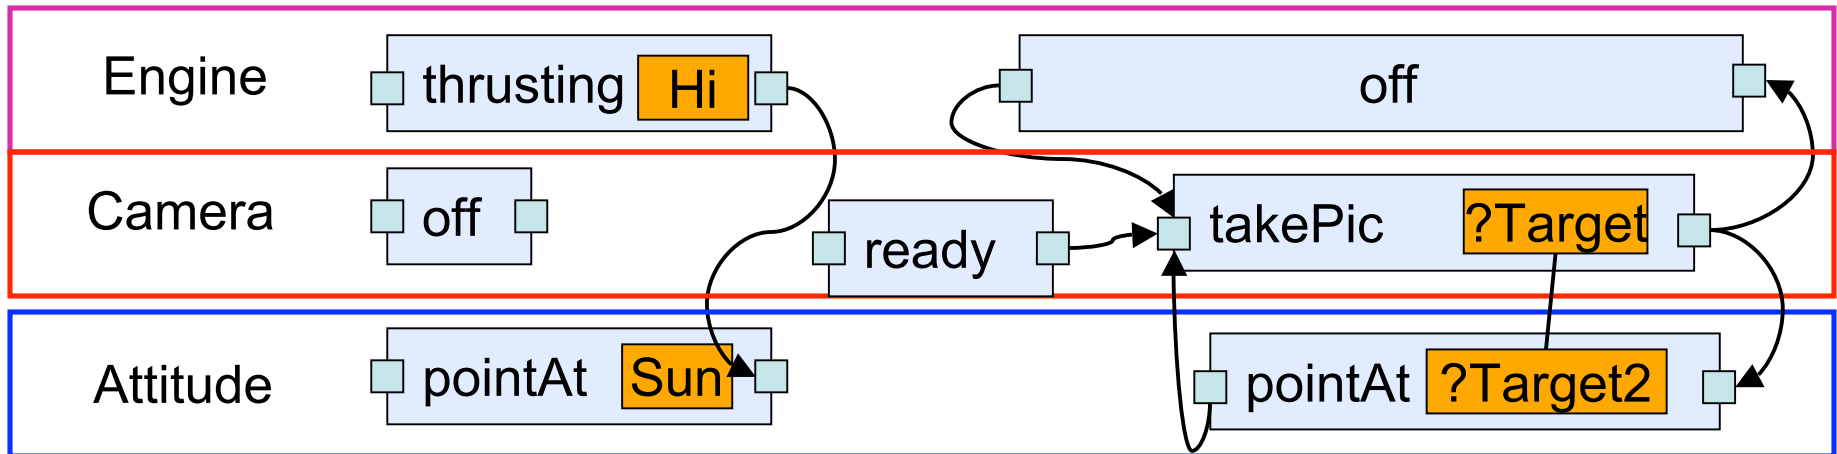 Engine thrusting Hi off
Camera off ready takePic ?Target
Attitude pointAt Sun pointAt ?Target2